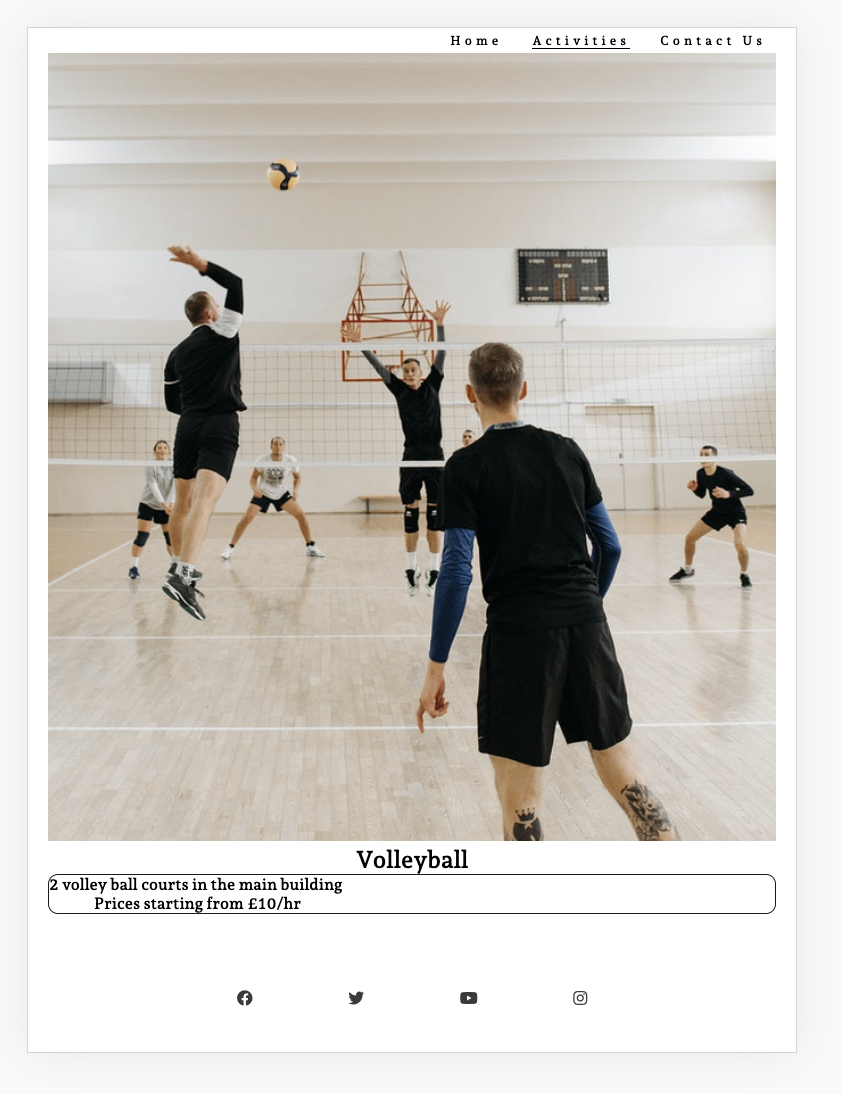 Home Activities Contact Us
Volleyball
2 volley ball courts in the main building
Prices starting from £10/hr